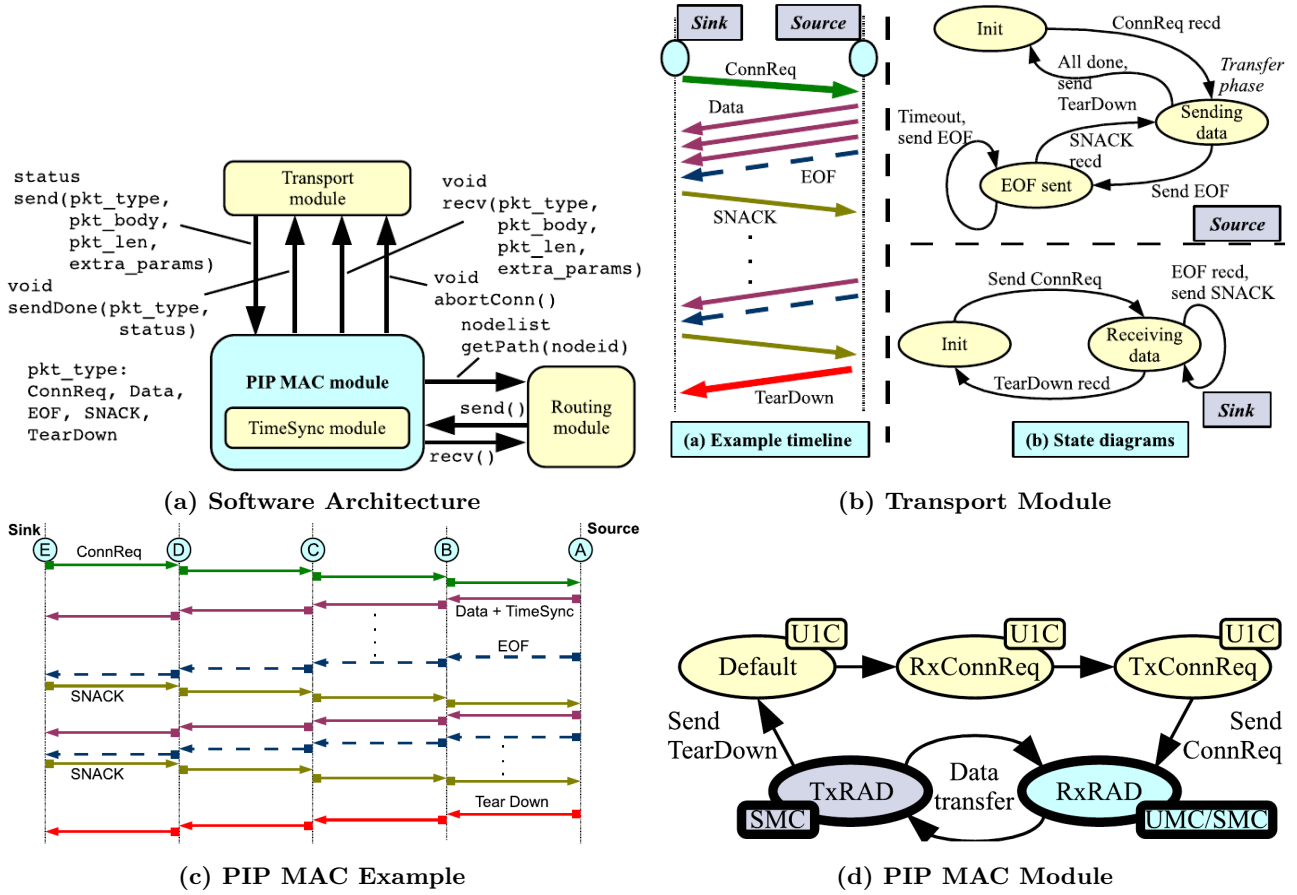 status
send(pkt_type,
pkt_body,
pkt_len,
extra_params)
void
sendDone(pkt_type,
status)
pkt_type:
ConnReq, Data,
EOF, SNACK,
TearDown
Transport
module
void
recv(pkt_type,
pkt_body,
pkt_len,
extra_params)
void
abortConn()
nodelist
getPath(nodeid)
PIP MAC module
TimeSync module
send()
recv()
Routing
module
(a) Software Architecture
Sink
Source
ConnReq
Data
EOF
SNACK
TearDown
(a) Example timeline
Init
ConnReq recd
All done,
send
TearDown
Transfer
phase
Timeout,
send EOF
Sending
data
SNACK
recd
EOF sent
Send EOF
Source
Send ConnReq
EOF recd,
send SNACK
Init
Receiving
data
TearDown recd
Sink
(b) State diagrams
(b) Transport Module
Sink
Source
E
D
C
B
A
ConnReq
Data + TimeSync
EOF
SNACK
SNACK
Tear Down
(c) PIP MAC Example
U1C
U1C
U1C
Default
RxConnReq
TxConnReq
Send
TearDown
Send
ConnReq
TxRAD
Data
transfer
RxRAD
SMC
UMC/SMC
(d) PIP MAC Module